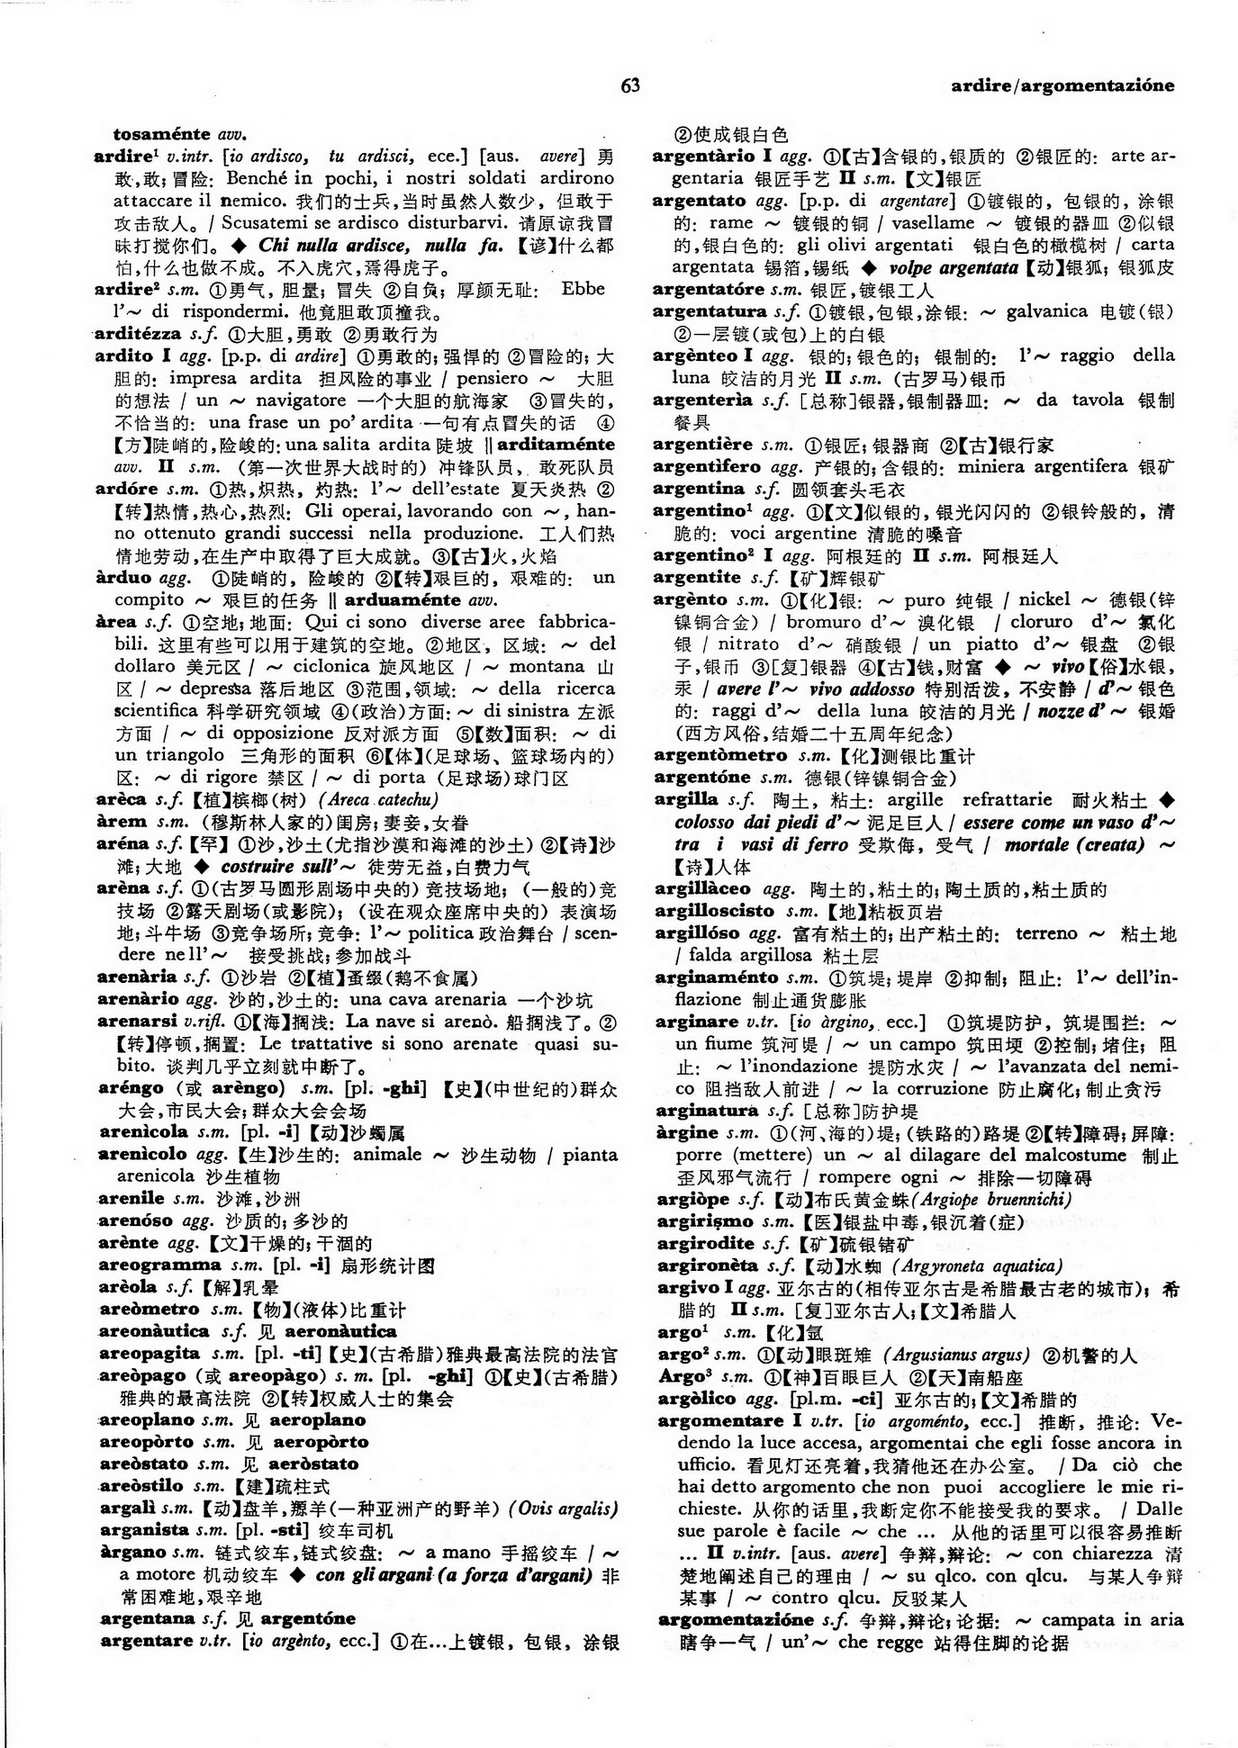 63
ardire/argomentazióne
tosaménte avv.
ardire¹ v.intr. [io ardisco, tu ardisci, ece.] [aus. avere] 勇
敢,敢; 冒险: Benché in pochi, i nostri soldati ardirono
attaccare il nemico. 我们的士兵,当时虽然人数少, 但敢于
攻击敌人。/ Scusatemi se ardisco disturbarvi. 请原谅我冒
昧打搅你们。◆ Chi nulla ardisce, nulla fa.【谚】什么都
怕,什么也做不成。不入虎穴,焉得虎子。
ardire² s.m. ①勇气, 胆量; 冒失 ②自负; 厚颜无耻: Ebbe
l'~ di rispondermi. 他竟胆敢顶撞我。
arditézza s.f. ①大胆,勇敢 ②勇敢行为
ardito I agg. [p.p. di ardire] ①勇敢的; 强悍的 ②冒险的; 大
胆的: impresa ardita 担风险的事业 / pensiero ~ 大胆
的想法 / un ~ navigatore 一个大胆的航海家 ③冒失的,
不恰当的: una frase un po' ardita 一句有点冒失的话 ④
【方】陡峭的,险峻的: una salita ardita 陡坡 ‖ arditaménte
avv. II s.m. (第一次世界大战时的) 冲锋队员, 敢死队员
ardóre s.m. ①热,炽热, 灼热: l'~ dell'estate 夏天炎热 ②
【转】热情,热心,热烈: Gli operai, lavorando con ~, han-
no ottenuto grandi successi nella produzione. 工人们热
情地劳动,在生产中取得了巨大成就。③【古】火,火焰
àrduo agg. ①陡峭的, 险峻的 ②【转】艰巨的, 艰难的: un
compito ~ 艰巨的任务 ‖ arduaménte avv.
àrea s.f. ①空地; 地面: Qui ci sono diverse aree fabbrica-
bili. 这里有些可以用于建筑的空地。②地区, 区域: ~ del
dollaro 美元区 / ~ ciclonica 旋风地区 / ~ montana 山
区 / ~ depressa 落后地区 ③范围,领域: ~ della ricerca
scientifica 科学研究领域 ④(政治)方面: ~ di sinistra 左派
方面 / ~ di opposizione 反对派方面 ⑤【数】面积: ~ di
un triangolo 三角形的面积 ⑥【体】(足球场、篮球场内的)
区: ~ di rigore 禁区 / ~ di porta (足球场)球门区
arèca s.f.【植】槟榔(树) (Areca catechu)
àrem s.m. (穆斯林人家的)闺房; 妻妾,女眷
aréna s.f.【罕】①沙,沙土(尤指沙漠和海滩的沙土) ②【诗】沙
滩; 大地 ◆ costruire sull'~ 徒劳无益,白费力气
arèna s.f. ①(古罗马圆形剧场中央的) 竞技场地; (一般的)竞
技场 ②露天剧场(或影院); (设在观众座席中央的) 表演场
地; 斗牛场 ③竞争场所; 竞争: l'~ politica 政治舞台 / scen-
dere nell'~ 接受挑战; 参加战斗
arenària s.f. ①沙岩 ②【植】蚤缀(鹅不食属)
arenàrio agg. 沙的,沙土的: una cava arenaria 一个沙坑
arenarsi v.rifl. ①【海】搁浅: La nave si arenò. 船搁浅了。②
【转】停顿,搁置: Le trattative si sono arenate quasi su-
bito. 谈判几乎立刻就中断了。
aréngo (或 arèngo) s.m. [pl. -ghi]【史】(中世纪的)群众
大会,市民大会; 群众大会会场
arenìcola s.m. [pl. -i]【动】沙蠋属
arenìcolo agg.【生】沙生的: animale ~ 沙生动物 / pianta
arenicola 沙生植物
arenile s.m. 沙滩,沙洲
arenóso agg. 沙质的; 多沙的
arènte agg.【文】干燥的; 干涸的
areogramma s.m. [pl. -i] 扇形统计图
arèola s.f.【解】乳晕
areòmetro s.m.【物】(液体)比重计
areonàutica s.f. 见 aeronàutica
areopagita s.m. [pl. -ti]【史】(古希腊)雅典最高法院的法官
areòpago (或 areopàgo) s. m. [pl. -ghi] ①【史】(古希腊)
雅典的最高法院 ②【转】权威人士的集会
areoplano s.m. 见 aeroplano
areopòrto s.m. 见 aeropòrto
areòstato s.m. 见 aeròstato
areòstilo s.m.【建】疏柱式
argalì s.m.【动】盘羊,羱羊(一种亚洲产的野羊) (Ovis argalis)
arganista s.m. [pl. -sti] 绞车司机
àrgano s.m. 链式绞车,链式绞盘: ~ a mano 手摇绞车 / ~
a motore 机动绞车 ◆ con gli argani (a forza d'argani) 非
常困难地,艰辛地
argentana s.f. 见 argentóne
argentare v.tr. [io argènto, ecc.] ①在…上镀银, 包银, 涂银
②使成银白色
argentàrio I agg. ①【古】含银的,银质的 ②银匠的: arte ar-
gentaria 银匠手艺 II s.m.【文】银匠
argentato agg. [p.p. di argentare] ①镀银的, 包银的, 涂银
的: rame ~ 镀银的铜 / vasellame ~ 镀银的器皿 ②似银
的,银白色的: gli olivi argentati 银白色的橄榄树 / carta
argentata 锡箔,锡纸 ◆ volpe argentata【动】银狐; 银狐皮
argentatóre s.m. 银匠,镀银工人
argentatura s.f. ①镀银,包银,涂银: ~ galvanica 电镀(银)
②一层镀(或包)上的白银
argènteo I agg. 银的; 银色的; 银制的: l'~ raggio della
luna 皎洁的月光 II s.m. (古罗马)银币
argenterìa s.f. [总称]银器,银制器皿: ~ da tavola 银制
餐具
argentière s.m. ①银匠; 银器商 ②【古】银行家
argentìfero agg. 产银的; 含银的: miniera argentifera 银矿
argentina s.f. 圆领套头毛衣
argentino¹ agg. ①【文】似银的, 银光闪闪的 ②银铃般的, 清
脆的: voci argentine 清脆的嗓音
argentino² I agg. 阿根廷的 II s.m. 阿根廷人
argentite s.f.【矿】辉银矿
argènto s.m. ①【化】银: ~ puro 纯银 / nickel ~ 德银(锌
镍铜合金) / bromuro d'~ 溴化银 / cloruro d'~ 氯化
银 / nitrato d'~ 硝酸银 / un piatto d'~ 银盘 ②银
子,银币 ③[复]银器 ④【古】钱,财富 ◆ ~ vivo【俗】水银,
汞 / avere l'~ vivo addosso 特别活泼, 不安静 / d'~ 银色
的: raggi d'~ della luna 皎洁的月光 / nozze d'~ 银婚
(西方风俗,结婚二十五周年纪念)
argentòmetro s.m.【化】测银比重计
argentóne s.m. 德银(锌镍铜合金)
argilla s.f. 陶土, 粘土: argille refrattarie 耐火粘土 ◆
colosso dai piedi d'~ 泥足巨人 / essere come un vaso d'~
tra i vasi di ferro 受欺侮, 受气 / mortale (creata) ~
【诗】人体
argillàceo agg. 陶土的,粘土的; 陶土质的,粘土质的
argilloscisto s.m.【地】粘板页岩
argillóso agg. 富有粘土的; 出产粘土的: terreno ~ 粘土地
/ falda argillosa 粘土层
arginaménto s.m. ①筑堤; 堤岸 ②抑制; 阻止: l'~ dell'in-
flazione 制止通货膨胀
arginare v.tr. [io àrgino, ecc.] ①筑堤防护, 筑堤围拦: ~
un fiume 筑河堤 / ~ un campo 筑田埂 ②控制; 堵住; 阻
止: ~ l'inondazione 提防水灾 / ~ l'avanzata del nemi-
co 阻挡敌人前进 / ~ la corruzione 防止腐化; 制止贪污
arginatura s.f. [总称]防护堤
àrgine s.m. ①(河、海的)堤; (铁路的)路堤 ②【转】障碍; 屏障:
porre (mettere) un ~ al dilagare del malcostume 制止
歪风邪气流行 / rompere ogni ~ 排除一切障碍
argiòpe s.f.【动】布氏黄金蛛(Argiope bruennichi)
argirismo s.m.【医】银盐中毒,银沉着(症)
argirodite s.f.【矿】硫银锗矿
argironèta s.f.【动】水蜘 (Argyroneta aquatica)
argivo I agg. 亚尔古的(相传亚尔古是希腊最古老的城市); 希
腊的 II s.m. [复]亚尔古人;【文】希腊人
argo¹ s.m.【化】氩
argo² s.m. ①【动】眼斑雉 (Argusianus argus) ②机警的人
Argo³ s.m. ①【神】百眼巨人 ②【天】南船座
argòlico agg. [pl.m. -ci] 亚尔古的;【文】希腊的
argomentare I v.tr. [io argoménto, ecc.] 推断, 推论: Ve-
dendo la luce accesa, argomentai che egli fosse ancora in
ufficio. 看见灯还亮着,我猜他还在办公室。 / Da ciò che
hai detto argomento che non puoi accogliere le mie ri-
chieste. 从你的话里,我断定你不能接受我的要求。 / Dalle
sue parole è facile ~ che ... 从他的话里可以很容易推断
... II v.intr. [aus. avere] 争辩,辩论: ~ con chiarezza 清
楚地阐述自己的理由 / ~ su qlco. con qlcu. 与某人争辩
某事 / ~ contro qlcu. 反驳某人
argomentazióne s.f. 争辩,辩论; 论据: ~ campata in aria
瞎争一气 / un'~ che regge 站得住脚的论据